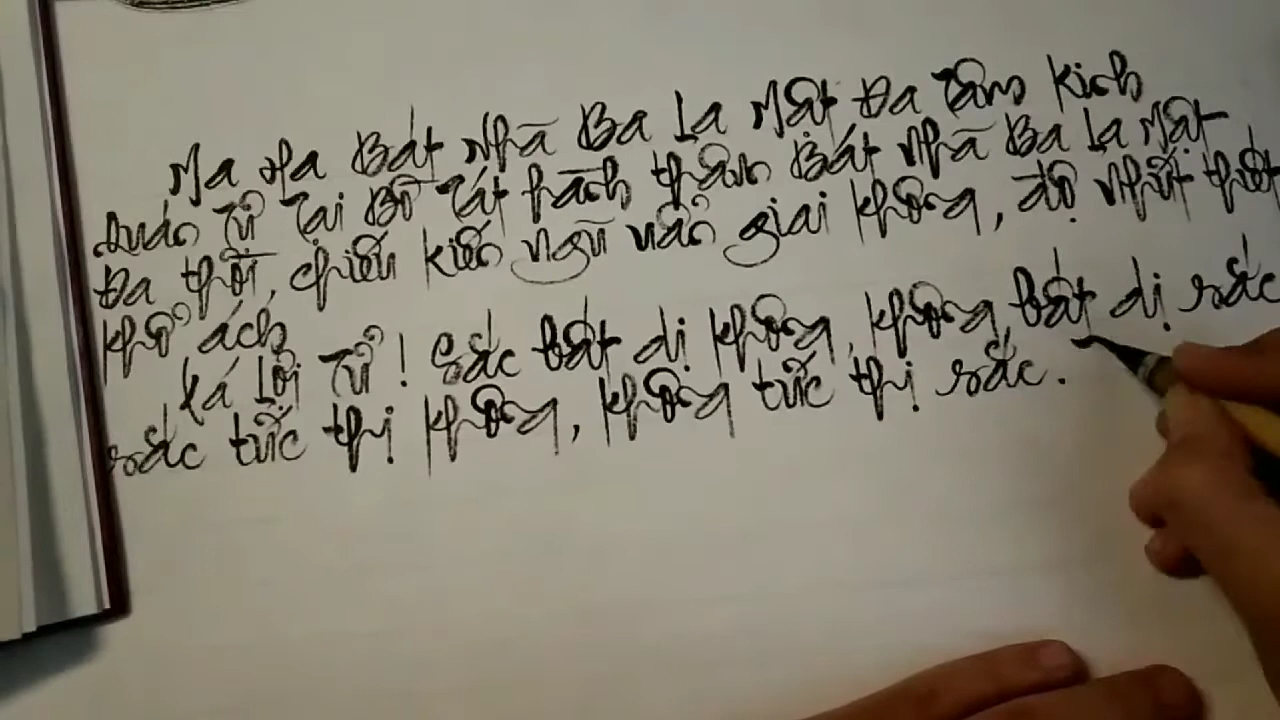 Ma Ha Bát Nhã Ba La Mật Đa Tâm Kinh
Quán Tự Tại Bồ Tát hành thâm Bát Nhã Ba La Mật
Đa thời, chiếu kiến ngũ uẩn giai không, độ nhứt thiết
khổ ách
Xá Lợi Tử! Sắc bất dị không, không bất dị sắc
sắc tức thị không, không tức thị sắc.